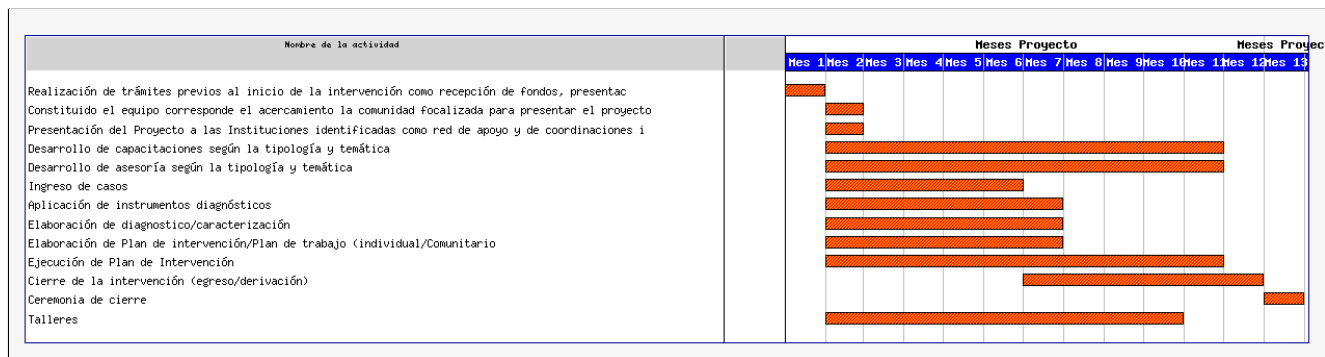 Nombre de la actividad
Meses Proyecto
Meses Proyec
Mes 1 Mes 2 Mes 3 Mes 4 Mes 5 Mes 6 Mes 7 Mes 8 Mes 9 Mes 10 Mes 11 Mes 12 Mes 13
Realización de trámites previos al inicio de la intervención como recepción de fondos, presentac
Constituido el equipo corresponde el acercamiento la comunidad focalizada para presentar el proyecto
Presentación del Proyecto a las Instituciones identificadas como red de apoyo y de coordinaciones i
Desarrollo de capacitaciones según la tipología y temática
Desarrollo de asesoría según la tipología y temática
Ingreso de casos
Aplicación de instrumentos diagnósticos
Elaboración de diagnostico/caracterización
Elaboración de Plan de intervención/Plan de trabajo (individual/Comunitario
Ejecución de Plan de Intervención
Cierre de la intervención (egreso/derivación)
Ceremonia de cierre
Talleres